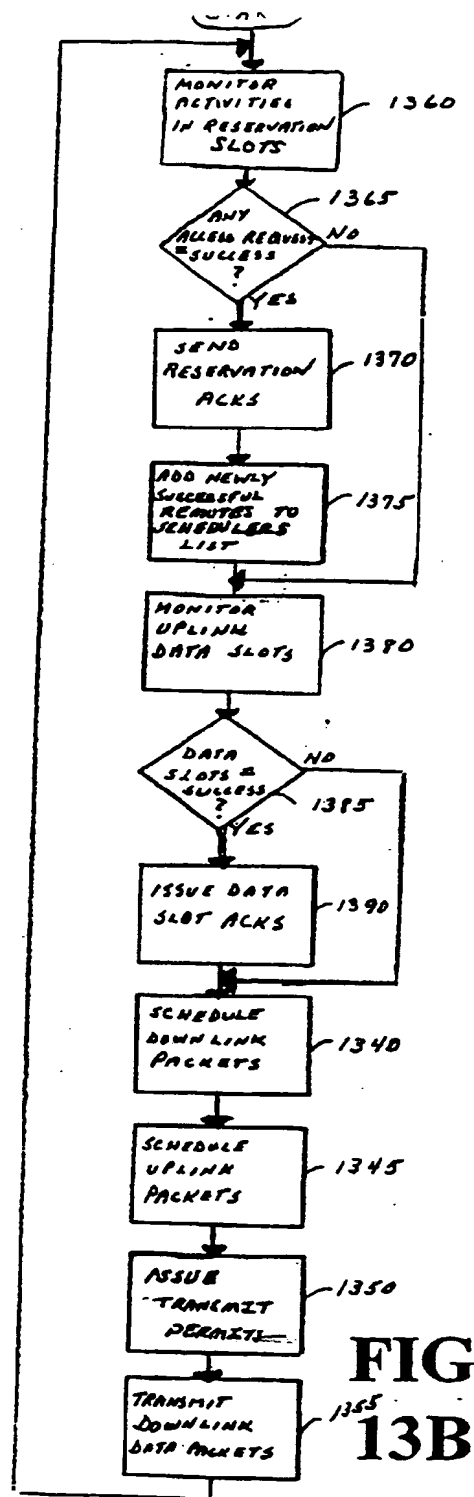 MONITOR
ACTIVITIES
IN RESERVATION
SLOTS
1360
1365
ANY
ACCESS REQUEST
= SUCCESS
?
NO
YES
SEND
RESERVATION
ACKS
1370
ADD NEWLY
SUCCESSFUL
REMOTES TO
SCHEDULERS
LIST
1375
MONITOR
UPLINK
DATA SLOTS
1380
DATA
SLOTS =
SUCCESS
?
NO
1385
YES
ISSUE DATA
SLOT ACKS
1390
SCHEDULE
DOWNLINK
PACKETS
1340
SCHEDULE
UPLINK
PACKETS
1345
ISSUE
TRANSMIT
PERMITS
1350
TRANSMIT
DOWNLINK
DATA PACKETS
1355
FIG
13B